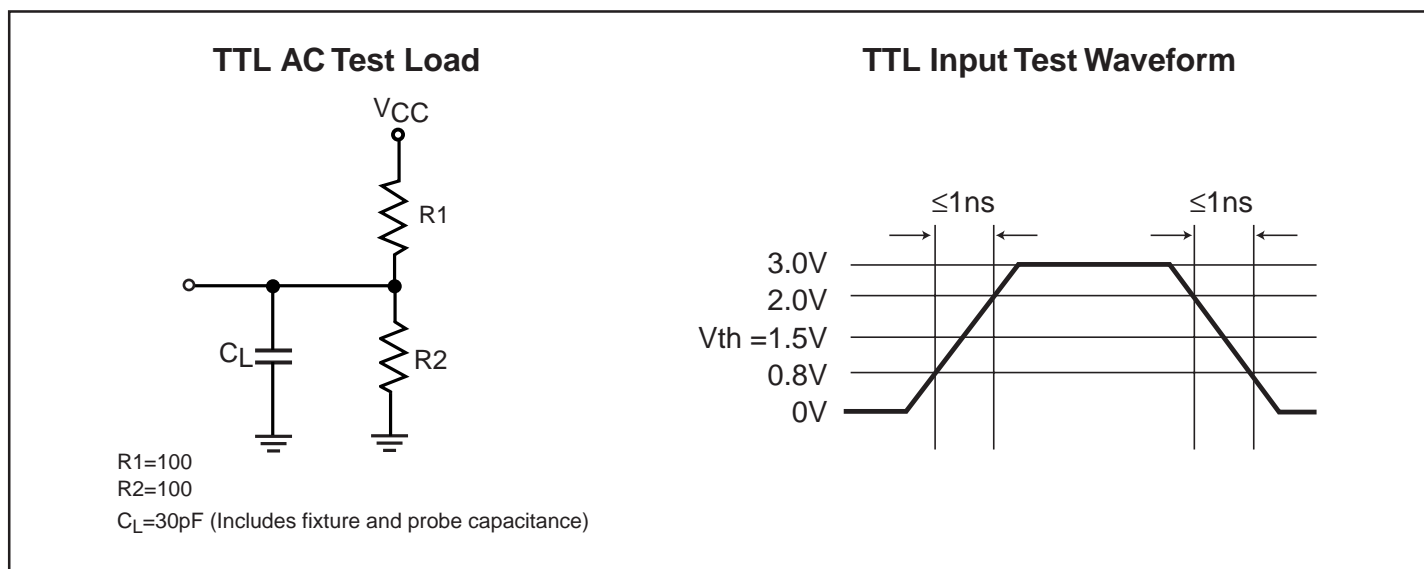 TTL AC Test Load
VCC
R1
CL
R2
R1=100
R2=100
CL=30pF (Includes fixture and probe capacitance)
TTL Input Test Waveform
≤1ns ≤1ns
3.0V
2.0V
Vth =1.5V
0.8V
0V